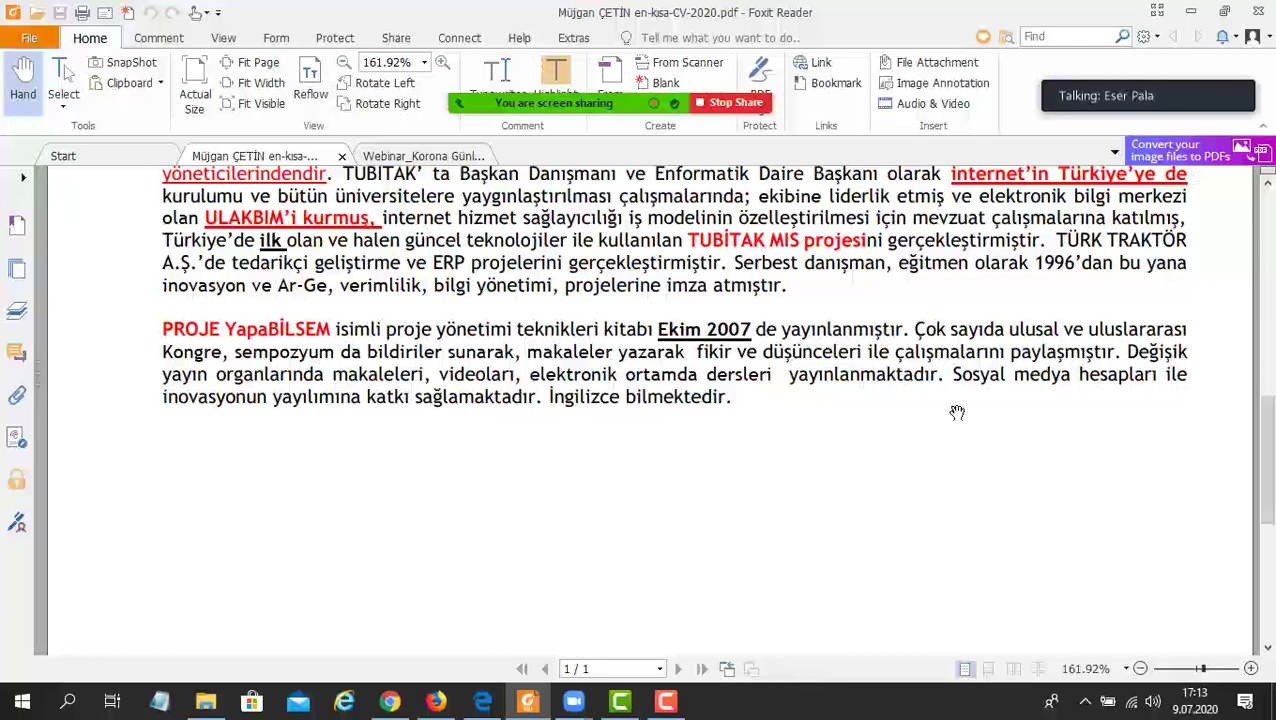 Müjgan ÇETİN en-kısa-CV-2020.pdf - Foxit Reader
File Home Comment View Form Protect Share Connect Help Extras Tell me what you want to do... Find
Hand
Select
SnapShot
Clipboard
Tools
Actual Size
Fit Page
Fit Width
Fit Visible
Reflow
Rotate Left
Rotate Right
161.92%
View
Comment
From Scanner
Blank
Create
Protect
Link
Bookmark
Links
File Attachment
Image Annotation
Audio & Video
Insert
You are screen sharing Stop Share
Talking: Eser Pala
Start Müjgan ÇETİN en-kısa-... Webinar_Korona Günl...
Convert your image files to PDFs
yöneticilerindendir. TUBITAK’ ta Başkan Danışmanı ve Enformatik Daire Başkanı olarak internet’in Türkiye’ye de
kurulumu ve bütün üniversitelere yaygınlaştırılması çalışmalarında; ekibine liderlik etmiş ve elektronik bilgi merkezi
olan ULAKBIM’i kurmuş, internet hizmet sağlayıcılığı iş modelinin özelleştirilmesi için mevzuat çalışmalarına katılmış,
Türkiye’de ilk olan ve halen güncel teknolojiler ile kullanılan TUBİTAK MIS projesini gerçekleştirmiştir. TÜRK TRAKTÖR
A.Ş.’de tedarikçi geliştirme ve ERP projelerini gerçekleştirmiştir. Serbest danışman, eğitmen olarak 1996’dan bu yana
inovasyon ve Ar-Ge, verimlilik, bilgi yönetimi, projelerine imza atmıştır.
PROJE YapaBİLSEM isimli proje yönetimi teknikleri kitabı Ekim 2007 de yayınlanmıştır. Çok sayıda ulusal ve uluslararası
Kongre, sempozyum da bildiriler sunarak, makaleler yazarak fikir ve düşünceleri ile çalışmalarını paylaşmıştır. Değişik
yayın organlarında makaleleri, videoları, elektronik ortamda dersleri yayınlanmaktadır. Sosyal medya hesapları ile
inovasyonun yayılımına katkı sağlamaktadır. İngilizce bilmektedir.
1 / 1
161.92%
17:13
9.07.2020